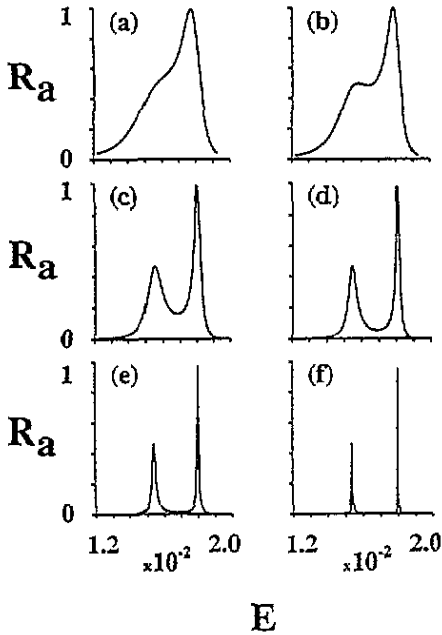 1 (a) (b)
Ra
0
1 (c) (d)
Ra
0
1 (e) (f)
Ra
0
1.2 x10-2 2.0 1.2 x10-2 2.0
E